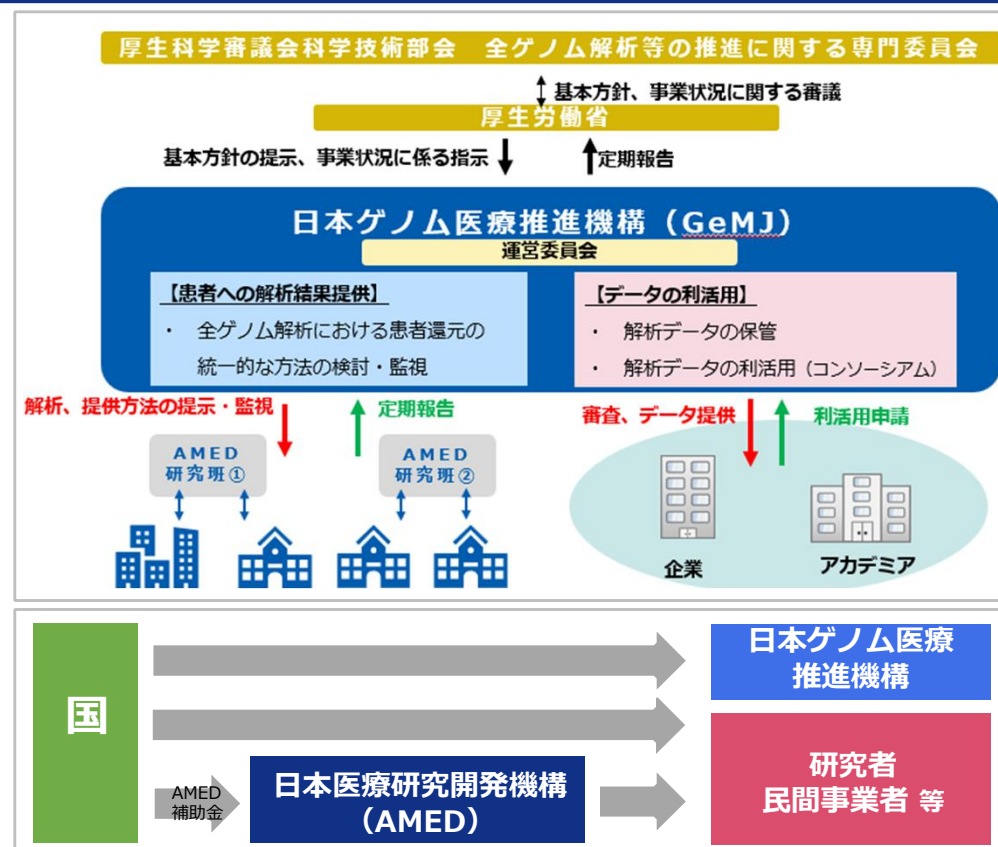 厚生科学審議会科学技術部会 全ゲノム解析等の推進に関する専門委員会
基本方針、事業状況に関する審議
厚生労働省
基本方針の提示、事業状況に係る指示
定期報告
日本ゲノム医療推進機構（GeMJ）
運営委員会
【患者への解析結果提供】
・ 全ゲノム解析における患者還元の
統一的な方法の検討・監視
【データの利活用】
・ 解析データの保管
・ 解析データの利活用（コンソーシアム）
解析、提供方法の提示・監視
定期報告
審査、データ提供
利活用申請
AMED
研究班①
AMED
研究班②
企業
アカデミア
国
日本ゲノム医療
推進機構
AMED
補助金
日本医療研究開発機構
（AMED）
研究者
民間事業者 等